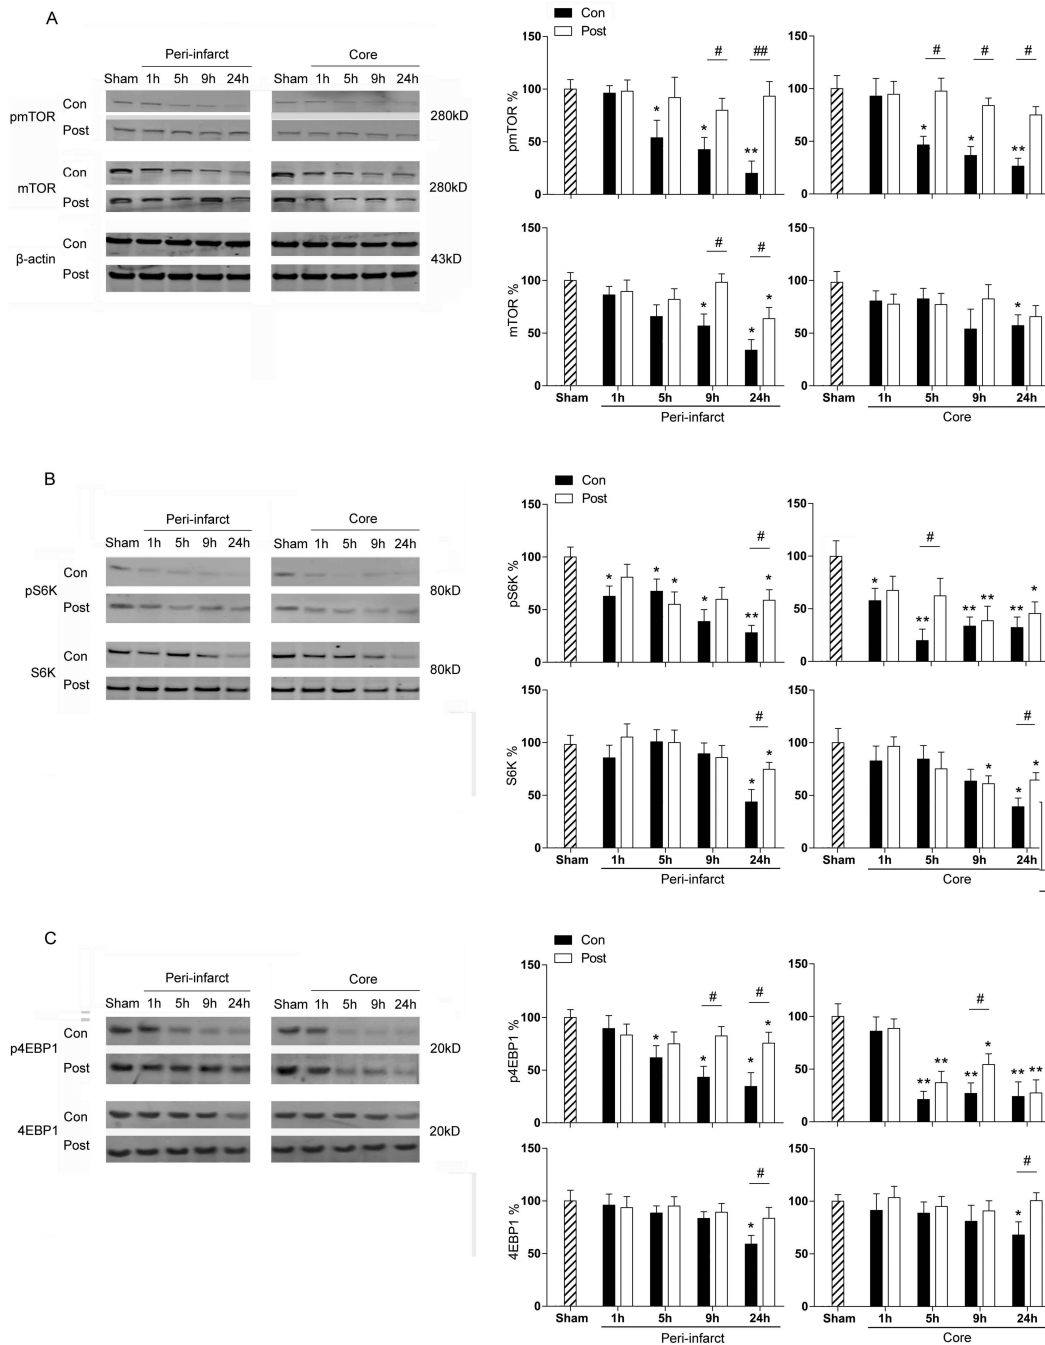 A
Peri-infarct Core
Sham 1h 5h 9h 24h Sham 1h 5h 9h 24h
pmTOR Con 280kD
Post
mTOR Con 280kD
Post
β-actin Con 43kD
Post
Con
Post
pmTOR %
150
100
50
0
* * ** # ##
150
100
50
0
* * ** # # #
mTOR %
150
100
50
0
* * * # #
Sham 1h 5h 9h 24h
Peri-infarct
150
100
50
0
*
Sham 1h 5h 9h 24h
Core
B
Peri-infarct Core
Sham 1h 5h 9h 24h Sham 1h 5h 9h 24h
pS6K Con 80kD
Post
S6K Con 80kD
Post
Con
Post
pS6K %
150
100
50
0
* * * * ** * #
150
100
50
0
* ** # ** ** ** *
S6K %
150
100
50
0
* * #
Sham 1h 5h 9h 24h
Peri-infarct
150
100
50
0
* * * #
Sham 1h 5h 9h 24h
Core
C
Peri-infarct Core
Sham 1h 5h 9h 24h Sham 1h 5h 9h 24h
p4EBP1 Con 20kD
Post
4EBP1 Con 20kD
Post
Con
Post
p4EBP1 %
150
100
50
0
* * # * * #
150
100
50
0
** ** ** * # ** **
4EBP1 %
150
100
50
0
* #
Sham 1h 5h 9h 24h
Peri-infarct
150
100
50
0
* #
Sham 1h 5h 9h 24h
Core